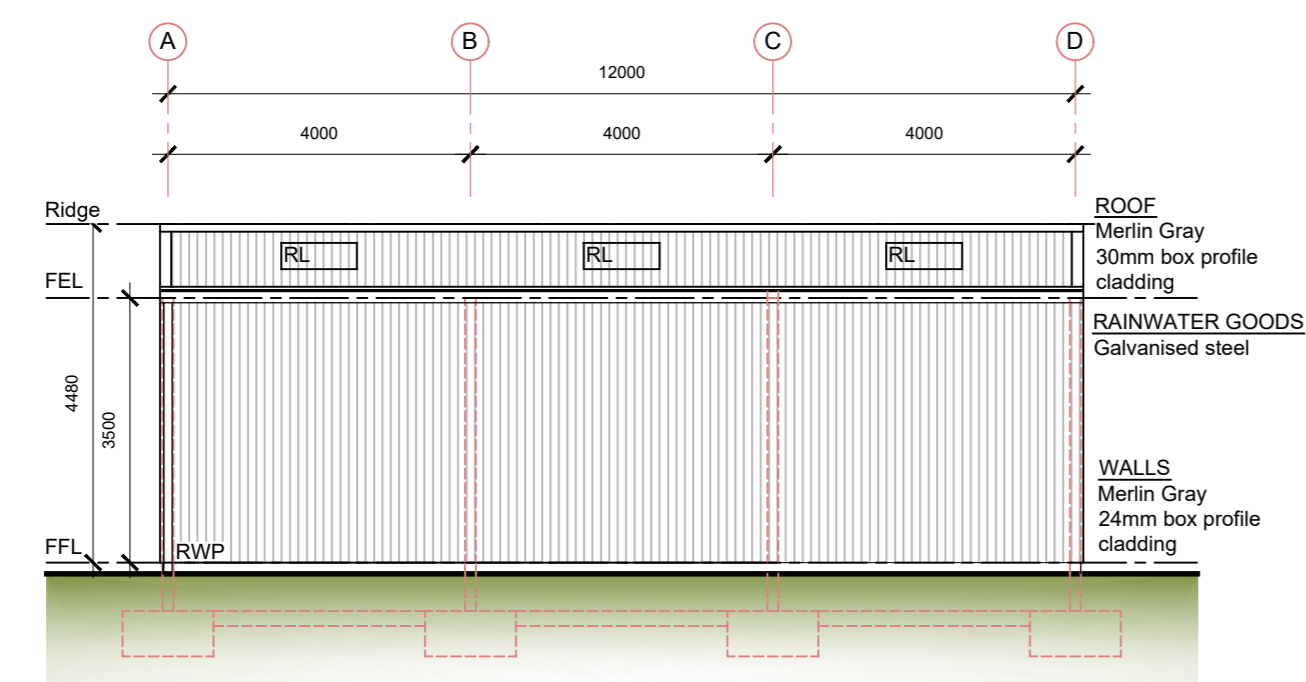 A
B
C
D
12000
4000
4000
4000
Ridge
FEL
FFL
4480
3500
RL
RL
RL
RWP
ROOF
Merlin Gray
30mm box profile
cladding
RAINWATER GOODS
Galvanised steel
WALLS
Merlin Gray
24mm box profile
cladding